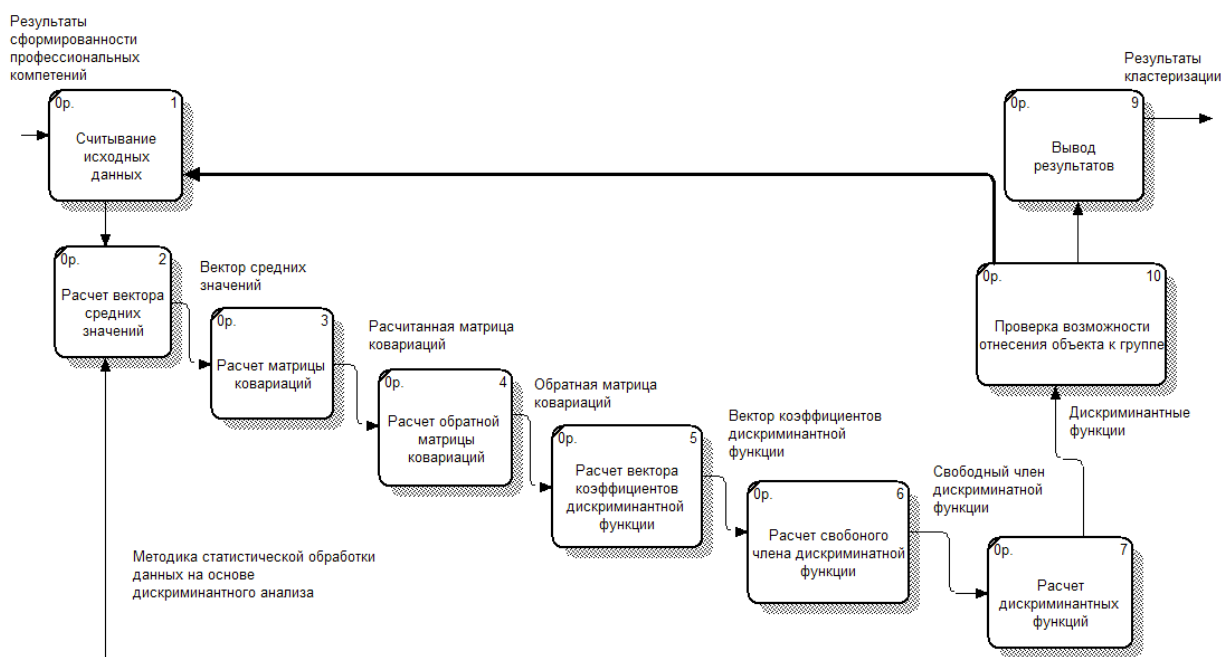 Результаты
сформированности
профессиональных
компетений
0р.
1
Считывание
исходных
данных
0р.
2
Расчет вектора
средних
значений
Вектор средних
значений
0р.
3
Расчет матрицы
ковариаций
Расчитанная матрица
ковариаций
0р.
4
Расчет обратной
матрицы
ковариаций
Обратная матрица
ковариаций
0р.
5
Расчет вектора
коэффициентов
дискриминантной
функции
Вектор коэффициентов
дискриминантной
функции
0р.
6
Расчет свобоного
члена дискриминатной
функции
Свободный член
дискриминатной
функции
0р.
7
Расчет
дискриминантных
функций
Дискриминантные
функции
0р.
10
Проверка возможности
отнесения объекта к группе
0р.
9
Вывод
результатов
Результаты
кластеризации
Методика статистической обработки
данных на основе
дискриминантного анализа